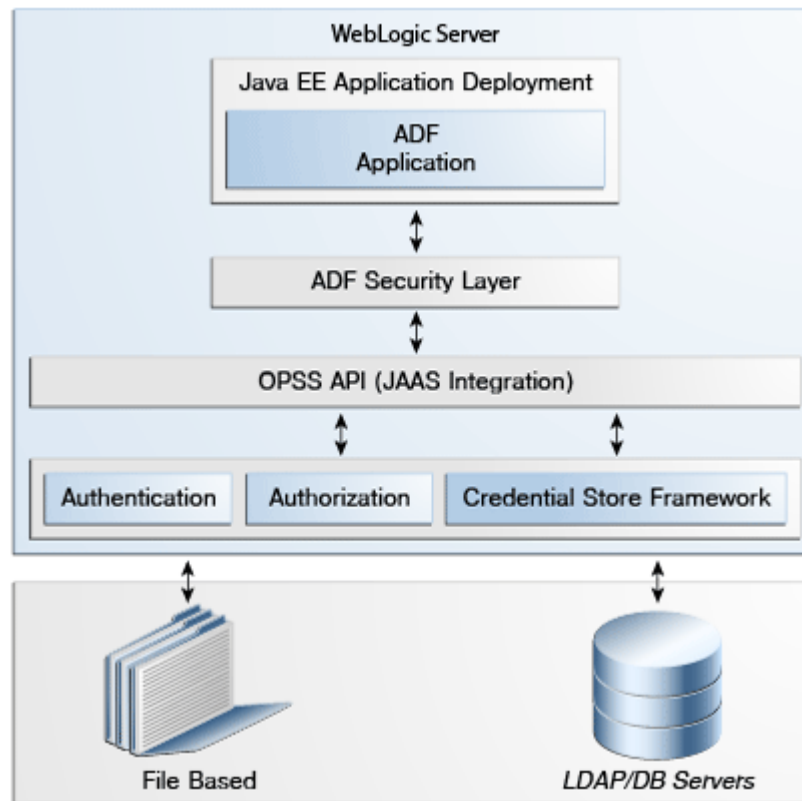 WebLogic Server
Java EE Application Deployment
ADF
Application
ADF Security Layer
OPSS API (JAAS Integration)
Authentication
Authorization
Credential Store Framework
File Based
LDAP/DB Servers